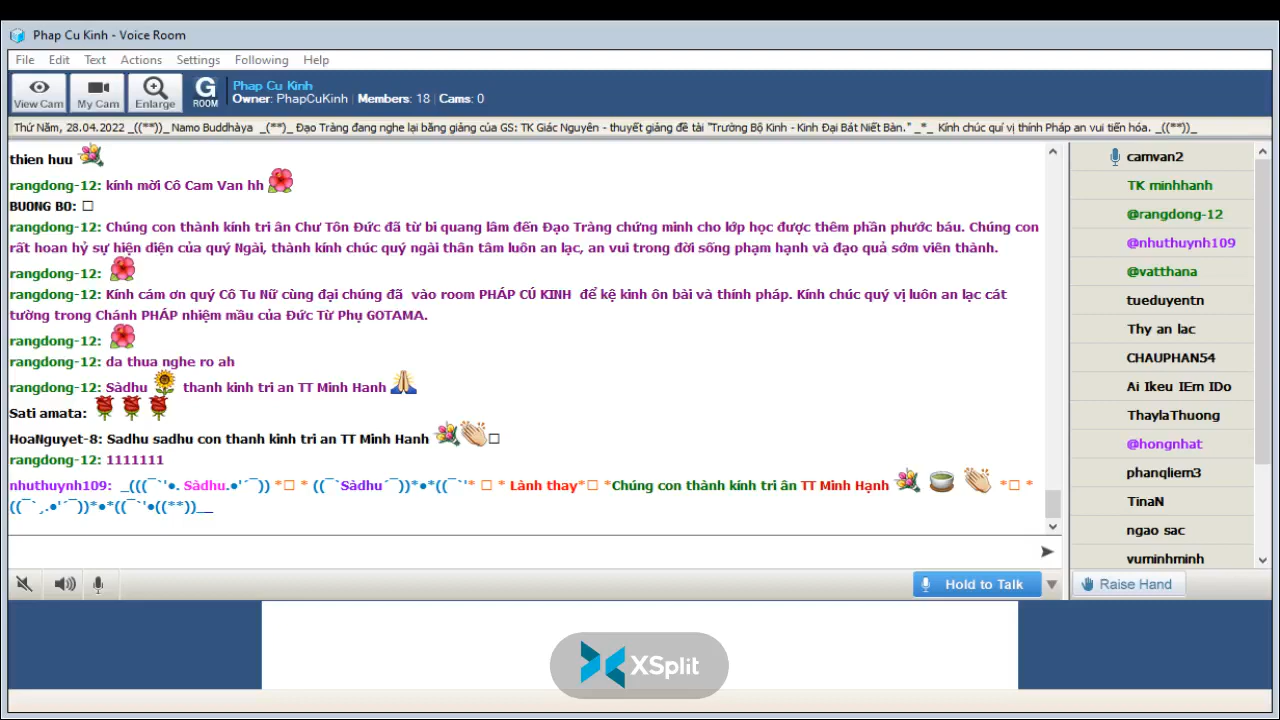 Phap Cu Kinh - Voice Room
File Edit Text Actions Settings Following Help
View Cam My Cam Enlarge G ROOM
Phap Cu Kinh
Owner: PhapCuKinh | Members: 18 | Cams: 0
Thứ Năm, 28.04.2022 _((**))_ Namo Buddhàya _(**)_ Đạo Tràng đang nghe lại băng giảng của GS: TK Giác Nguyên - thuyết giảng đề tài "Trường Bộ Kinh - Kinh Đại Bát Niết Bàn." _*_ Kính chúc quí vị thính Pháp an vui tiến hóa. _((**))_
thien huu
rangdong-12: kính mời Cô Cam Van hh
BUONG BO: □
rangdong-12: Chúng con thành kính tri ân Chư Tôn Đức đã từ bi quang lâm đến Đạo Tràng chứng minh cho lớp học được thêm phần phước báu. Chúng con
rất hoan hỷ sự hiện diện của quý Ngài, thành kính chúc quý ngài thân tâm luôn an lạc, an vui trong đời sống phạm hạnh và đạo quả sớm viên thành.
rangdong-12:
rangdong-12: Kính cám ơn quý Cô Tu Nữ cùng đại chúng đã vào room PHÁP CÚ KINH để kệ kinh ôn bài và thính pháp. Kính chúc quý vị luôn an lạc cát
tường trong Chánh PHÁP nhiệm mầu của Đức Từ Phụ GOTAMA.
rangdong-12:
rangdong-12: da thua nghe ro ah
rangdong-12: Sàdhu thanh kinh tri an TT Minh Hanh
Sati amata:
HoaNguyet-8: Sadhu sadhu con thanh kinh tri an TT Minh Hanh □
rangdong-12: 1111111
nhuthuynh109: _(((¯`'●. Sàdhu.●'´¯)) *□ * ((¯`Sàdhu´¯))*●*((¯`'* □ * Lành thay*□ *Chúng con thành kính tri ân TT Minh Hạnh *□ *
((¯`¸.●'´¯))*●*((¯`'●((**))__
camvan2
TK minhhanh
@rangdong-12
@nhuthuynh109
@vatthana
tueduyentn
Thy an lac
CHAUPHAN54
Ai Ikeu IEm IDo
ThaylaThuong
@hongnhat
phanqliem3
TinaN
ngao sac
vuminhminh
Hold to Talk
Raise Hand
XSplit